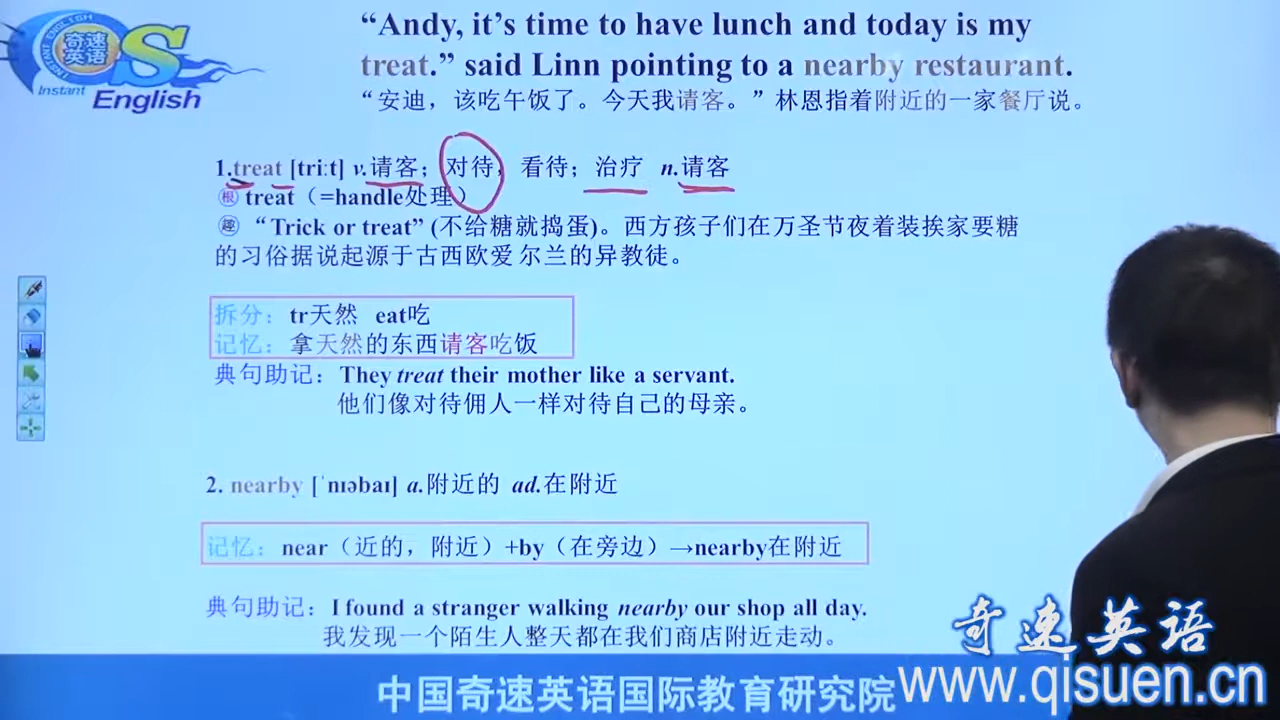 奇速英语
INSTANT ENGLISH
QS
Instant
English
“Andy, it’s time to have lunch and today is my
treat.” said Linn pointing to a nearby restaurant.
“安迪，该吃午饭了。今天我请客。”林恩指着附近的一家餐厅说。
1.treat [tri:t] v.请客；对待，看待；治疗 n.请客
根 treat（=handle处理）
趣 “Trick or treat” (不给糖就捣蛋)。西方孩子们在万圣节夜着装挨家要糖
的习俗据说起源于古西欧爱尔兰的异教徒。
拆分：tr天然 eat吃
记忆：拿天然的东西请客吃饭
典句助记：They treat their mother like a servant.
他们像对待佣人一样对待自己的母亲。
2. nearby [ˈnɪəbaɪ] a.附近的 ad.在附近
记忆：near（近的，附近）+by（在旁边）→nearby在附近
典句助记：I found a stranger walking nearby our shop all day.
我发现一个陌生人整天都在我们商店附近走动。
奇速英语
中国奇速英语国际教育研究院 www.qisuen.cn